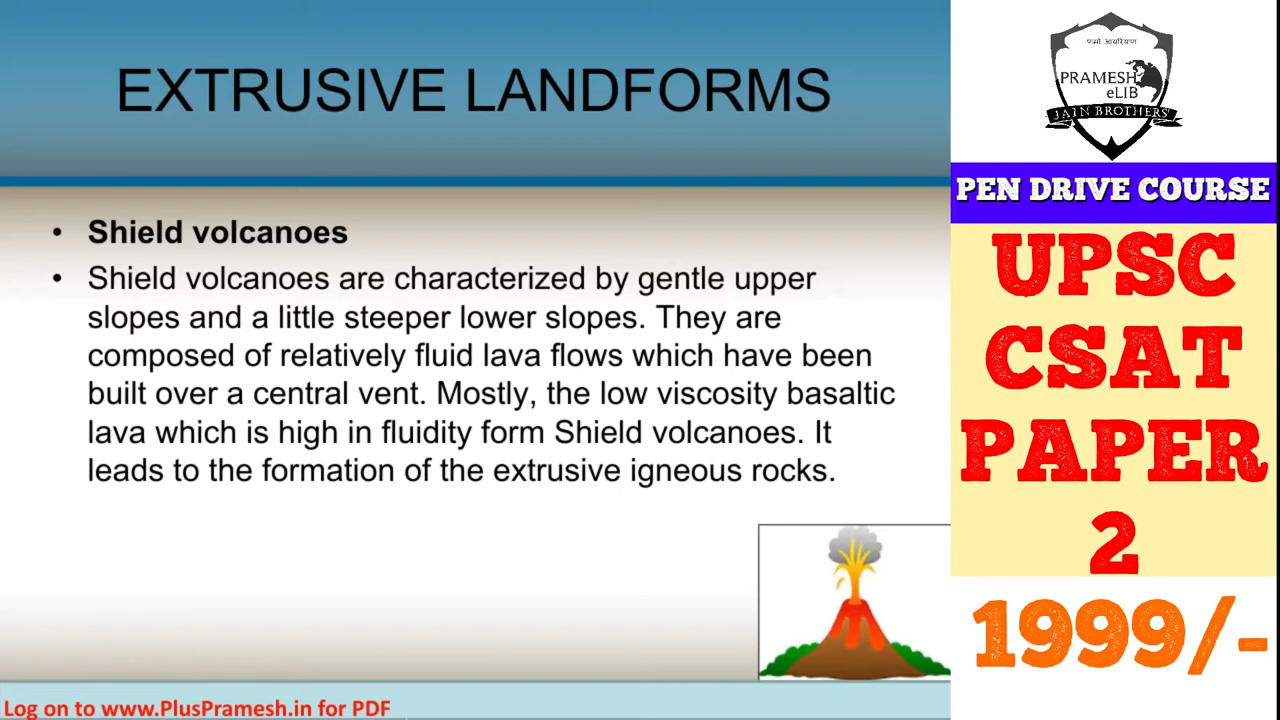 EXTRUSIVE LANDFORMS
• Shield volcanoes
• Shield volcanoes are characterized by gentle upper
slopes and a little steeper lower slopes. They are
composed of relatively fluid lava flows which have been
built over a central vent. Mostly, the low viscosity basaltic
lava which is high in fluidity form Shield volcanoes. It
leads to the formation of the extrusive igneous rocks.
Log on to www.PlusPramesh.in for PDF
णमो आयरियाण
PRAMESH
eLIB
JAIN BROTHERS'
PEN DRIVE COURSE
UPSC
CSAT
PAPER
2
1999/-